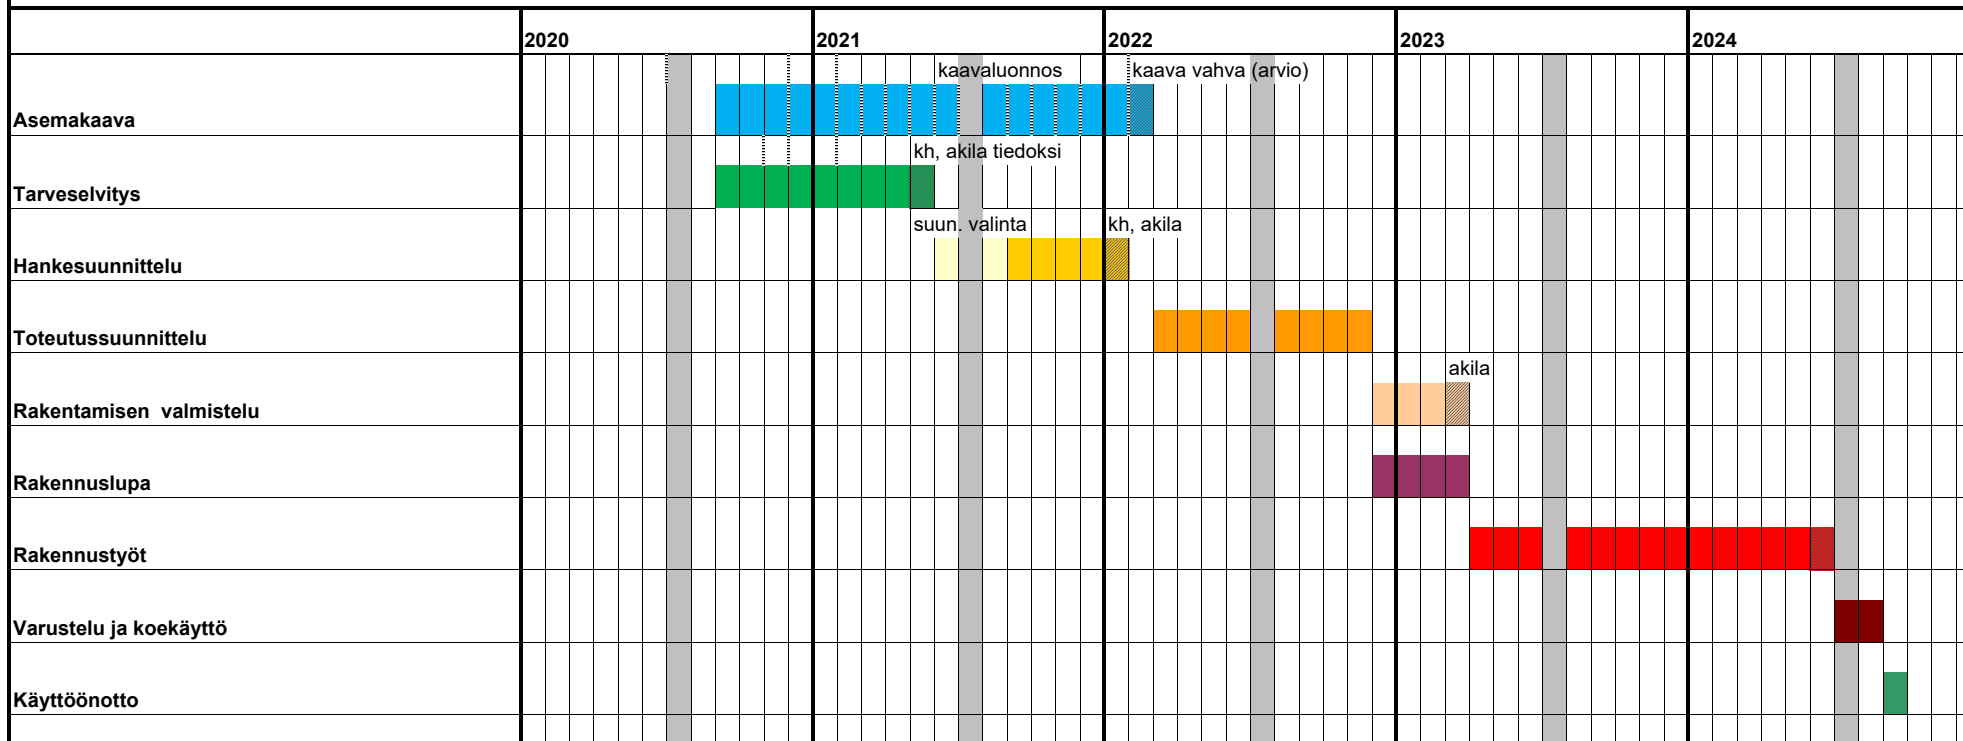 2020 2021 2022 2023 2024
kaavaluonnos kaava vahva (arvio)
Asemakaava
kh, akila tiedoksi
Tarveselvitys
suun. valinta kh, akila
Hankesuunnittelu
Toteutussuunnittelu
akila
Rakentamisen valmistelu
Rakennuslupa
Rakennustyöt
Varustelu ja koekäyttö
Käyttöönotto